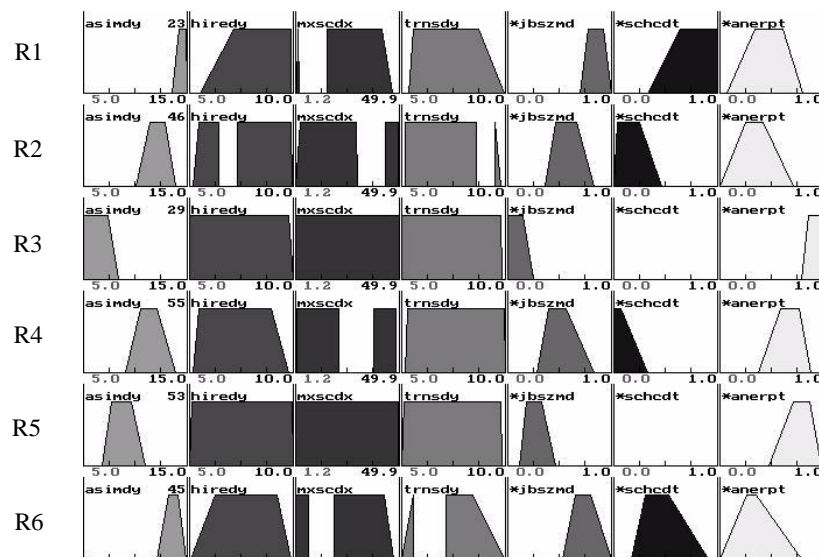 asimdy 23 hiredy mxscdx trnsdy *jbszmd *schcdt *anerpt
R1
5.0 15.0 5.0 10.0 1.2 49.9 5.0 10.0 0.0 1.0 0.0 1.0 0.0 1.0
asimdy 46 hiredy mxscdx trnsdy *jbszmd *schcdt *anerpt
R2
5.0 15.0 5.0 10.0 1.2 49.9 5.0 10.0 0.0 1.0 0.0 1.0 0.0 1.0
asimdy 29 hiredy mxscdx trnsdy *jbszmd *schcdt *anerpt
R3
5.0 15.0 5.0 10.0 1.2 49.9 5.0 10.0 0.0 1.0 0.0 1.0 0.0 1.0
asimdy 55 hiredy mxscdx trnsdy *jbszmd *schcdt *anerpt
R4
5.0 15.0 5.0 10.0 1.2 49.9 5.0 10.0 0.0 1.0 0.0 1.0 0.0 1.0
asimdy 53 hiredy mxscdx trnsdy *jbszmd *schcdt *anerpt
R5
5.0 15.0 5.0 10.0 1.2 49.9 5.0 10.0 0.0 1.0 0.0 1.0 0.0 1.0
asimdy 45 hiredy mxscdx trnsdy *jbszmd *schcdt *anerpt
R6